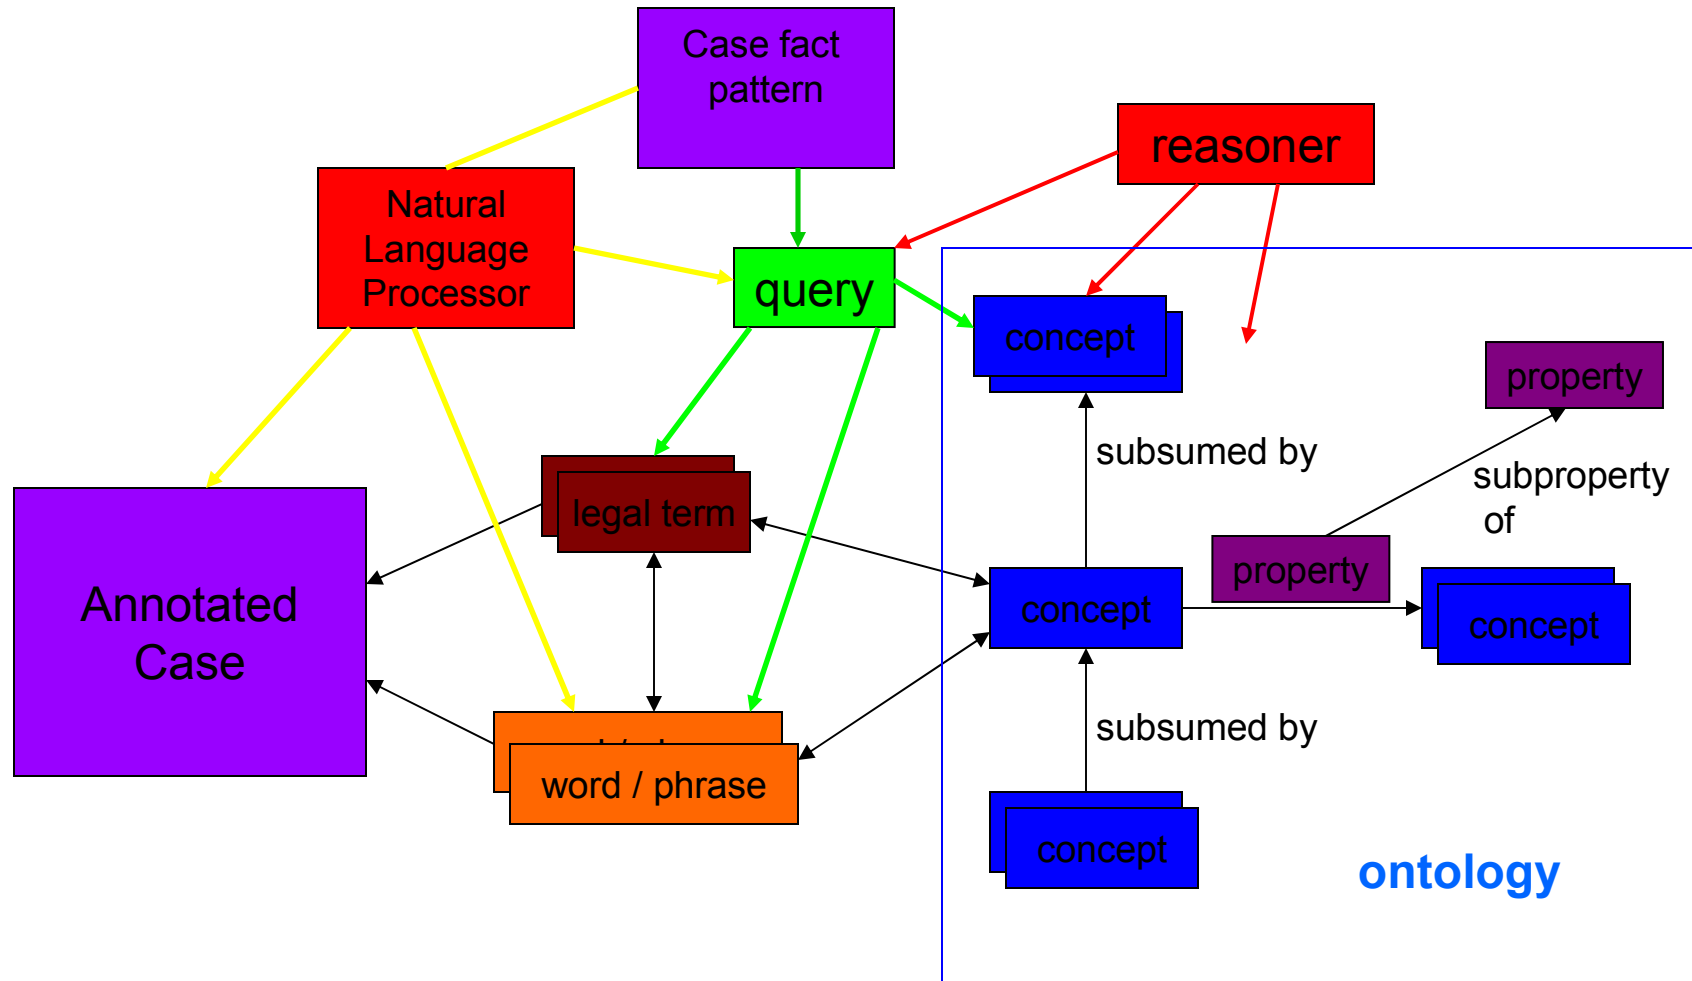 Case fact
pattern
reasoner
Natural
Language
Processor
query
concept
property
subsumed by
subproperty
of
legal term
property
concept
concept
Annotated
Case
subsumed by
word / phrase
concept
ontology